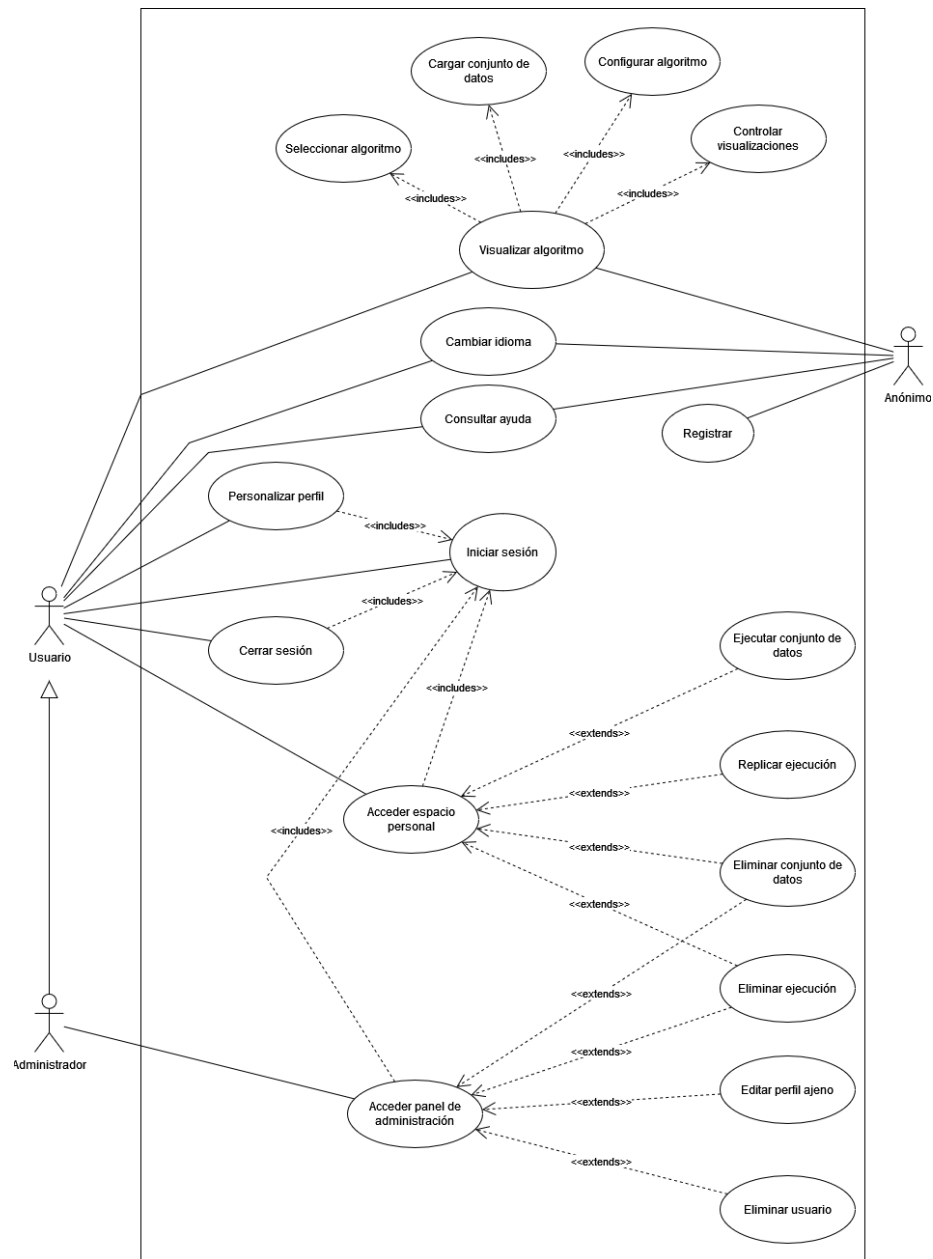 Cargar conjunto de
datos
Configurar algoritmo
Seleccionar algoritmo
Controlar
visualizaciones
<<includes>>
<<includes>>
<<includes>>
<<includes>>
Visualizar algoritmo
Cambiar idioma
Anónimo
Consultar ayuda
Registrar
Personalizar perfil
<<includes>>
Iniciar sesión
<<includes>>
Usuario
Cerrar sesión
Ejecutar conjunto de
datos
<<includes>>
<<extends>>
Replicar ejecución
<<extends>>
Acceder espacio
personal
<<includes>>
<<extends>>
Eliminar conjunto de
datos
<<extends>>
Eliminar ejecución
<<extends>>
<<extends>>
Administrador
Acceder panel de
administración
<<extends>>
Editar perfil ajeno
<<extends>>
Eliminar usuario